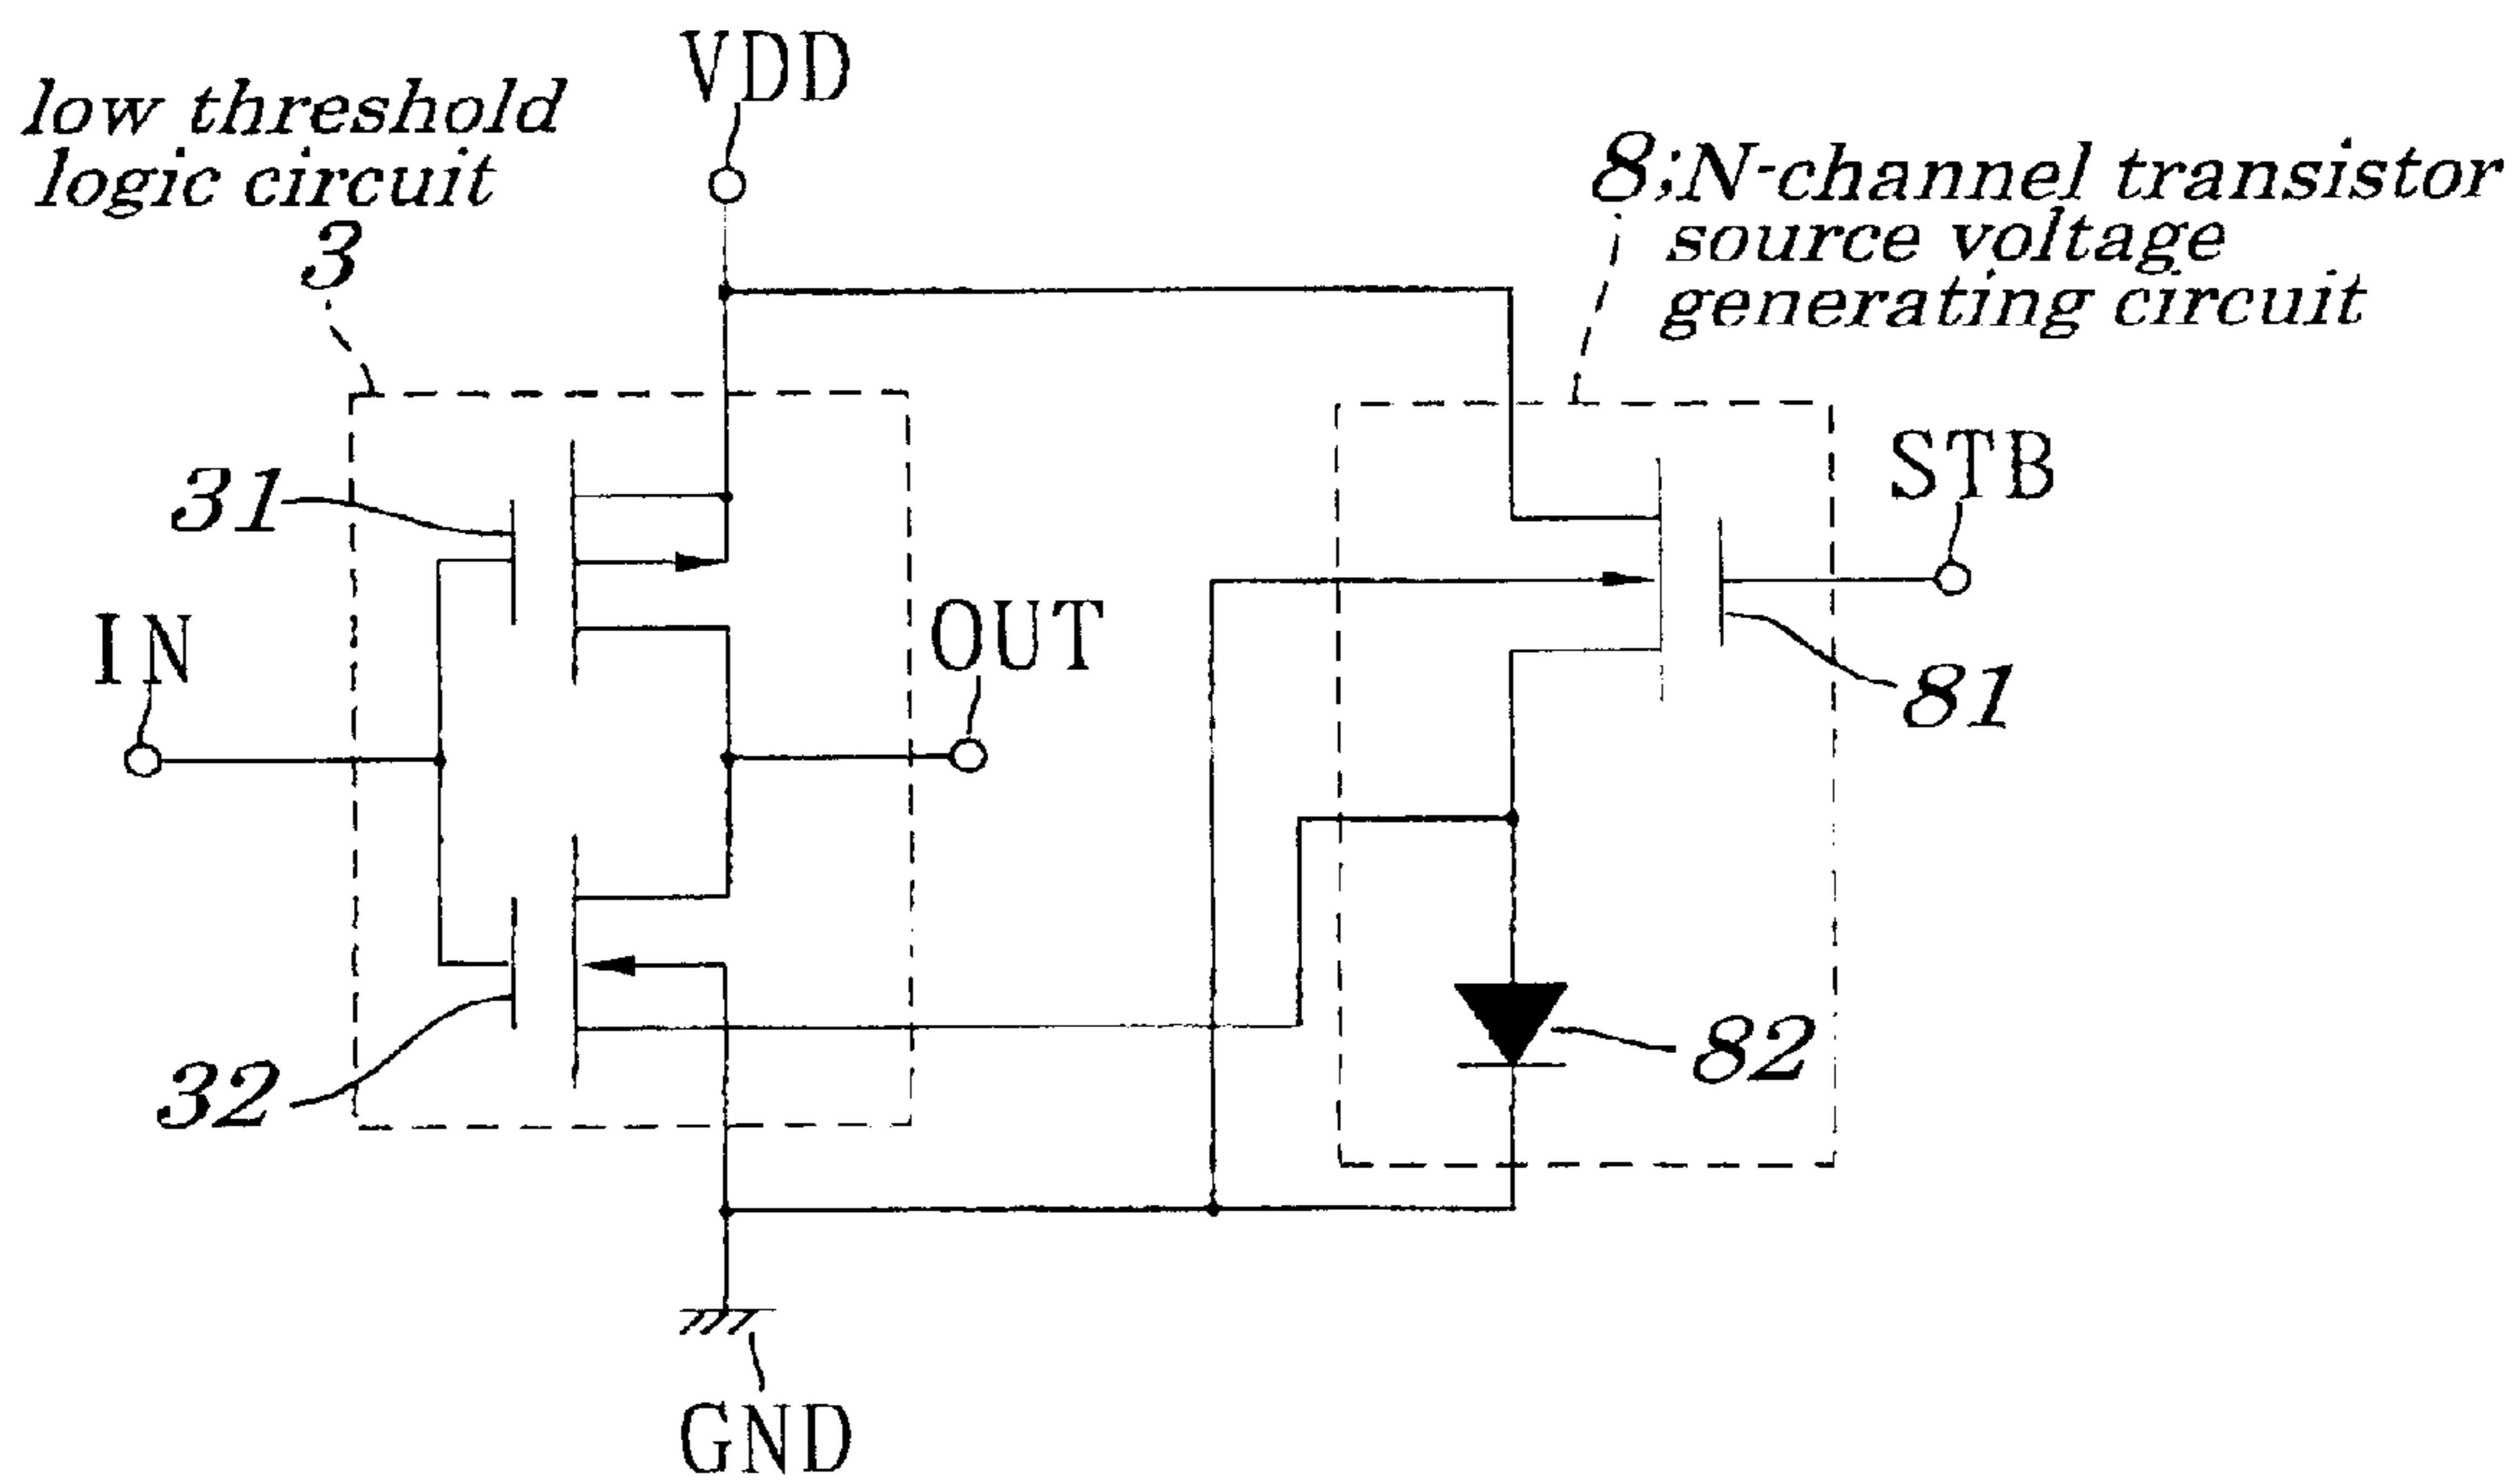 VDD
low threshold
logic circuit
3
8;N-channel transistor
source voltage
generating circuit
31
STB
IN
OUT
81
32
82
GND